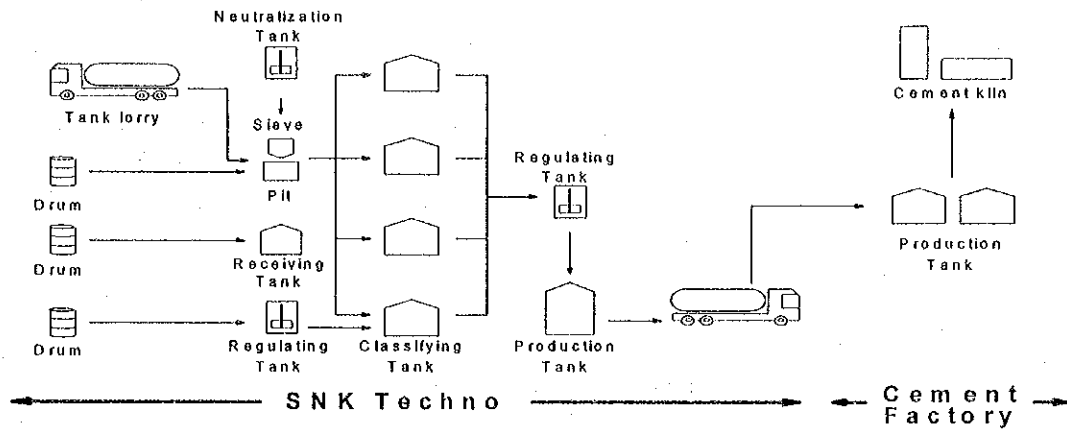 Neutralization
Tank
Tank lorry
Sieve
Pit
Drum
Drum
Receiving
Tank
Drum
Regulating
Tank
Classifying
Tank
Regulating
Tank
Production
Tank
Cement kiln
Production
Tank
SNK Techno
Cement
Factory